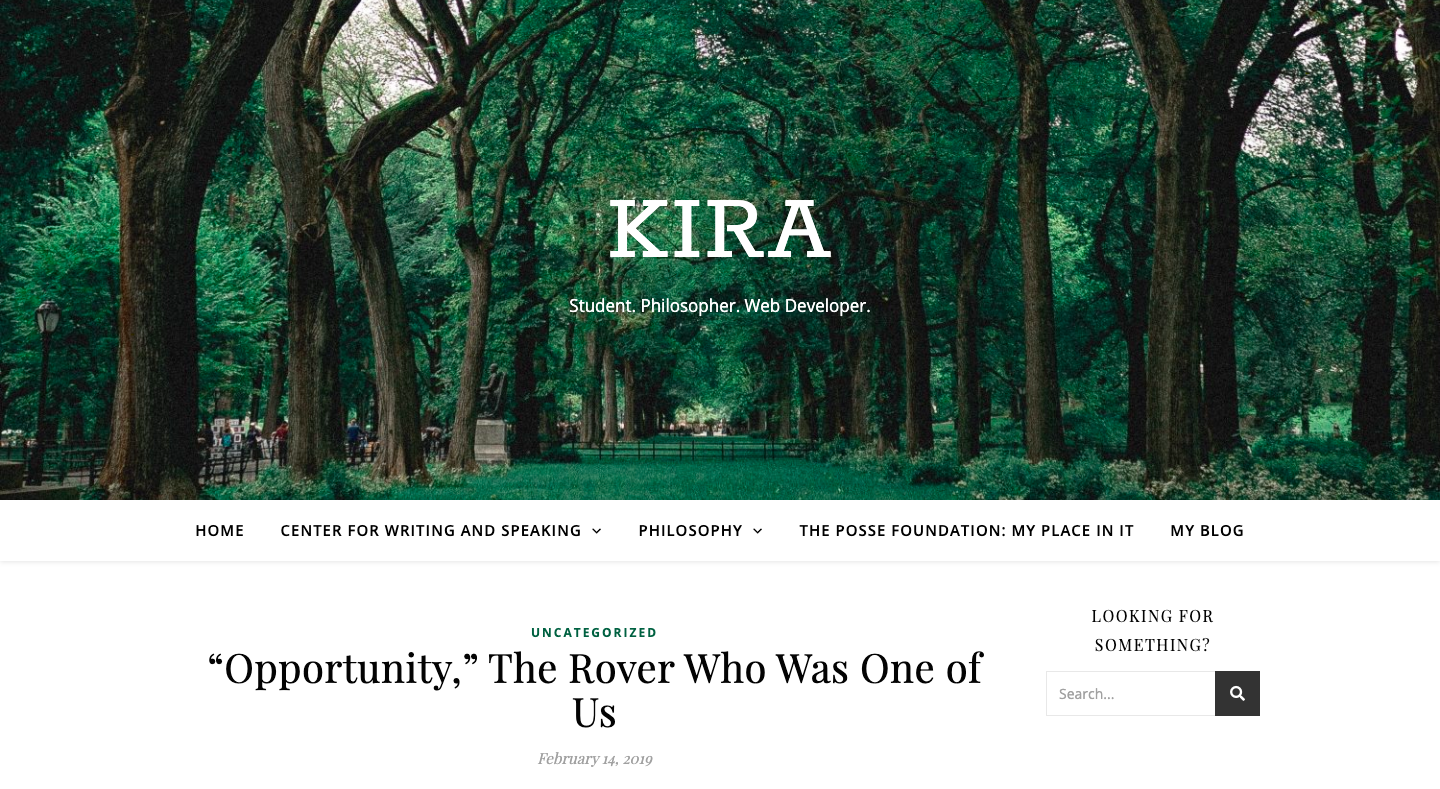 KIRA
Student. Philosopher. Web Developer.
HOME CENTER FOR WRITING AND SPEAKING PHILOSOPHY THE POSSE FOUNDATION: MY PLACE IN IT MY BLOG
UNCATEGORIZED
“Opportunity,” The Rover Who Was One of
Us
February 14, 2019
LOOKING FOR
SOMETHING?
Search...